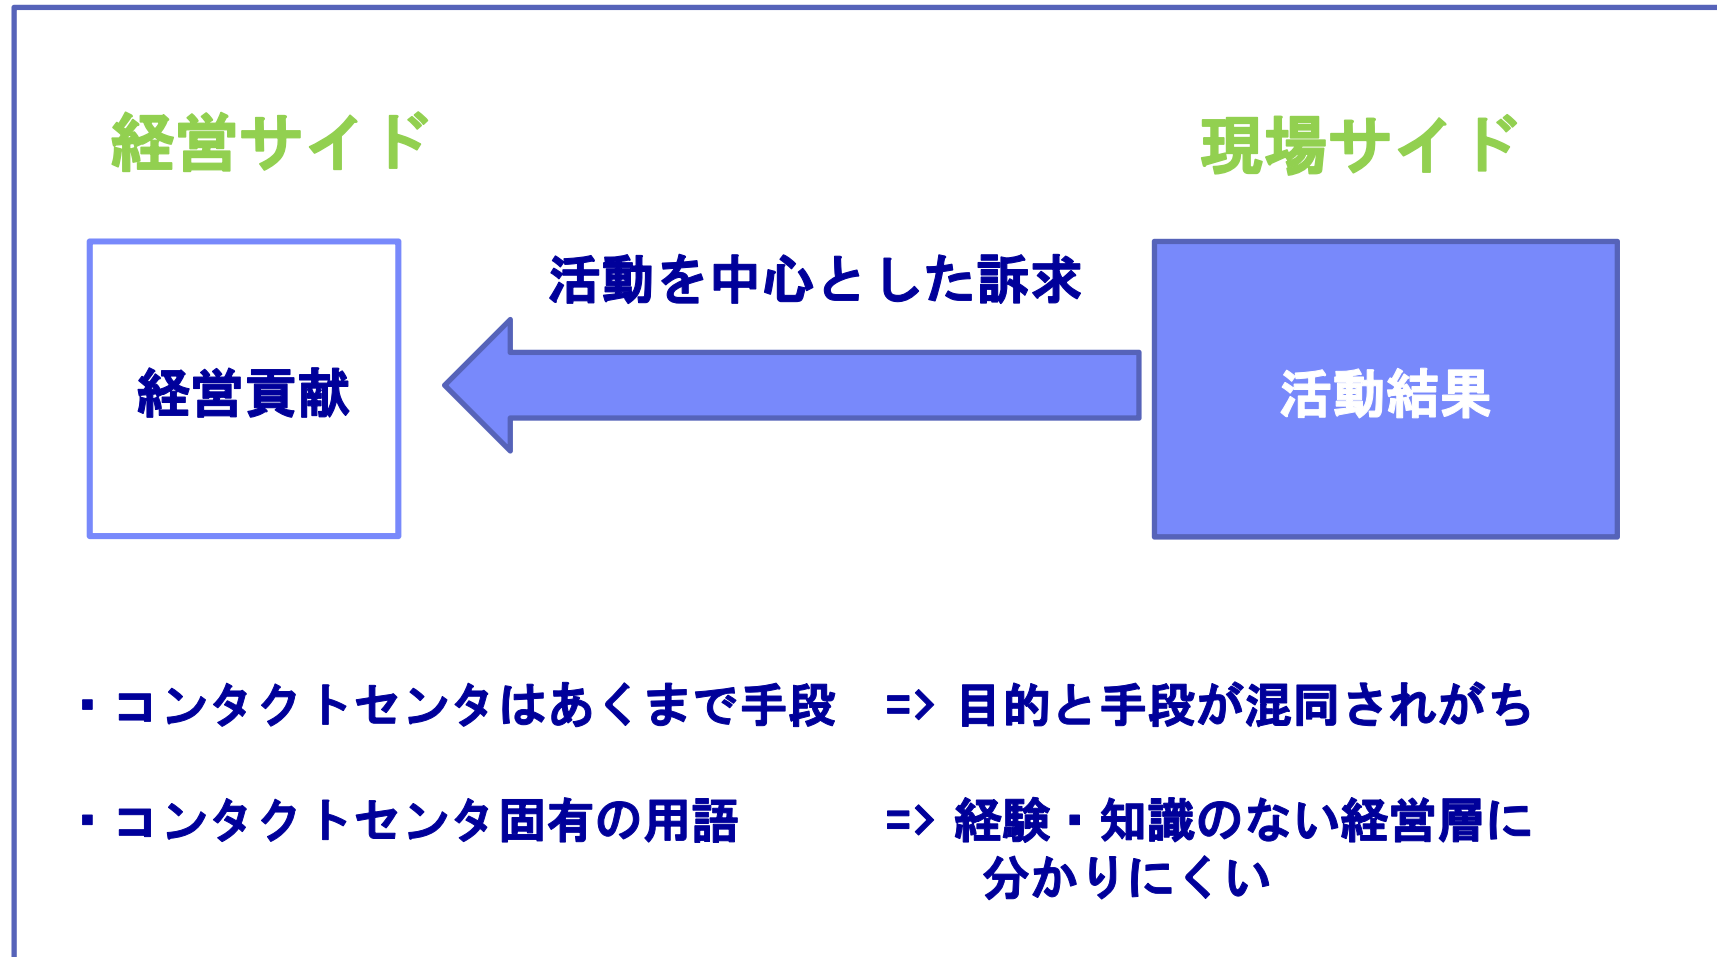 経営サイド
現場サイド
活動を中心とした訴求
経営貢献
活動結果
・コンタクトセンタはあくまで手段 => 目的と手段が混同されがち
・コンタクトセンタ固有の用語 => 経験・知識のない経営層に
分かりにくい